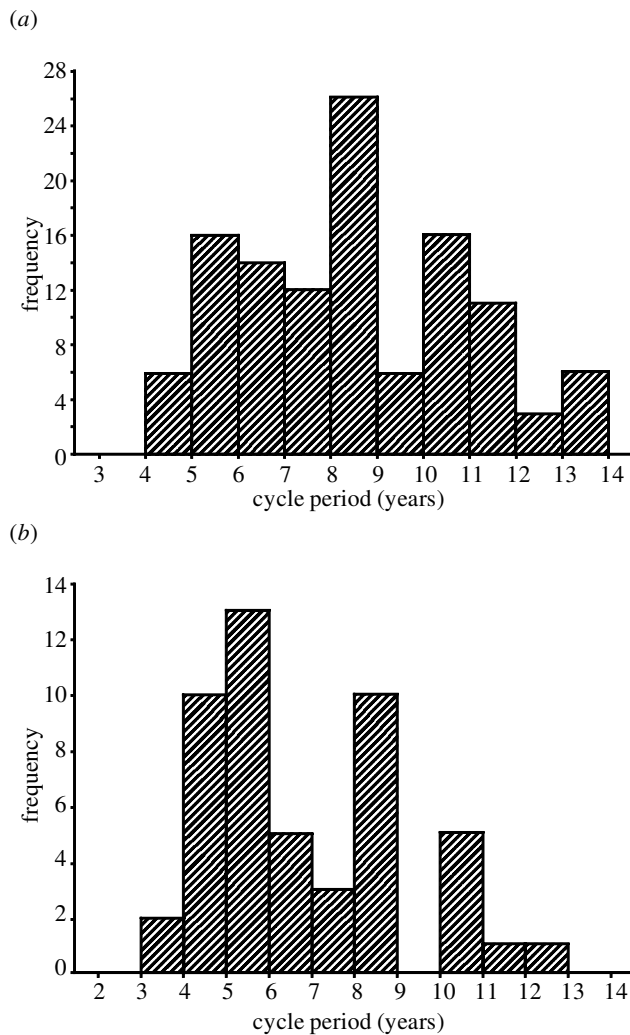 (a)
28
24
20
16
12
8
4
0
frequency
3 4 5 6 7 8 9 10 11 12 13 14
cycle period (years)
(b)
14
12
10
8
6
4
2
0
frequency
2 3 4 5 6 7 8 9 10 11 12 13 14
cycle period (years)